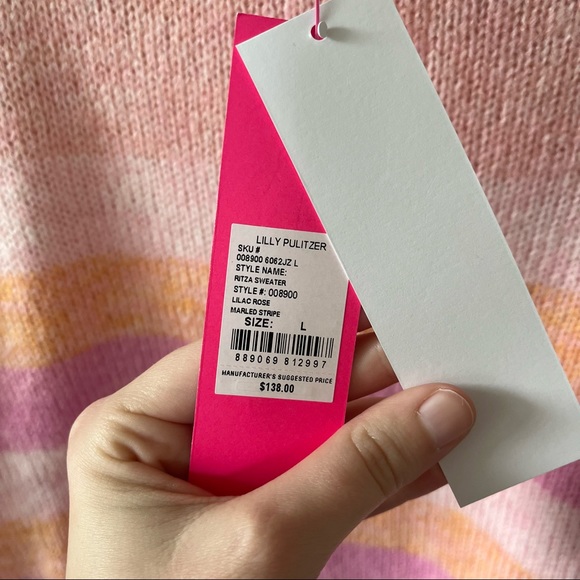 LILLY PULITZER
SKU #
008900 6062JZ L
STYLE NAME:
RITZA SWEATER
STYLE #: 008900
LILAC ROSE
MARLED STRIPE
SIZE: L
889069 812997
MANUFACTURER'S SUGGESTED PRICE
$138.00